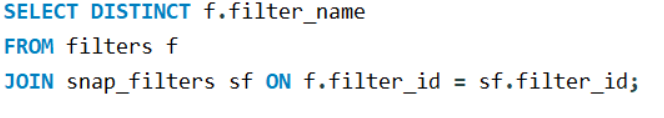 SELECT DISTINCT f.filter_name
FROM filters f
JOIN snap_filters sf ON f.filter_id = sf.filter_id;